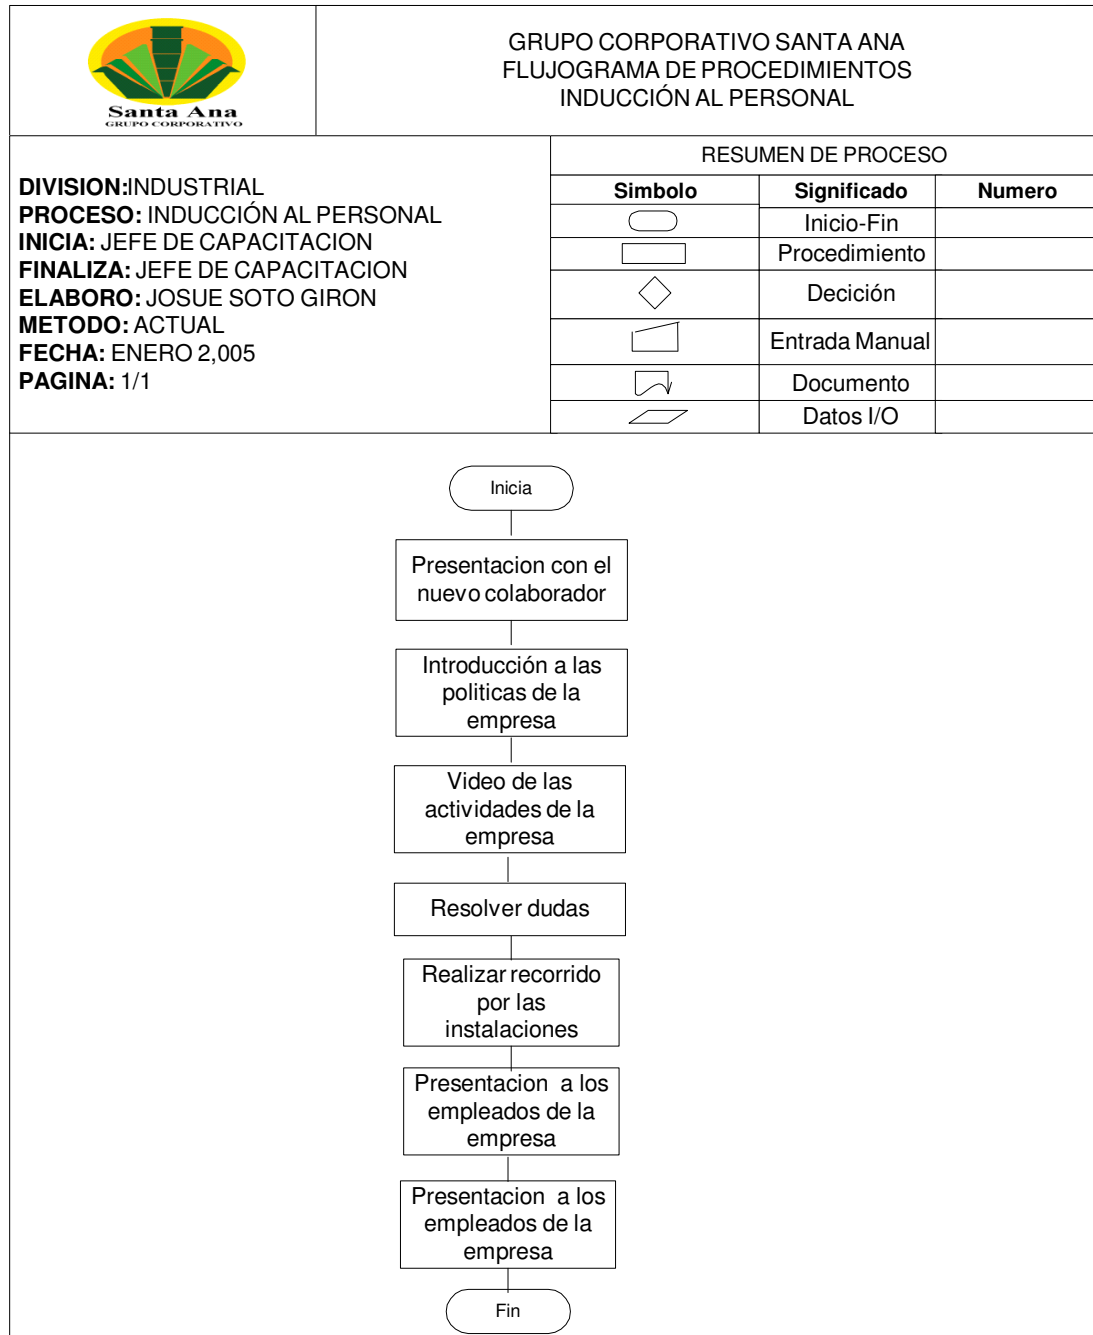 Santa Ana
GRUPO CORPORATIVO
GRUPO CORPORATIVO SANTA ANA
FLUJOGRAMA DE PROCEDIMIENTOS
INDUCCIÓN AL PERSONAL
DIVISION:INDUSTRIAL
PROCESO: INDUCCIÓN AL PERSONAL
INICIA: JEFE DE CAPACITACION
FINALIZA: JEFE DE CAPACITACION
ELABORO: JOSUE SOTO GIRON
METODO: ACTUAL
FECHA: ENERO 2,005
PAGINA: 1/1
RESUMEN DE PROCESO
Simbolo Significado Numero
Inicio-Fin
Procedimiento
Decición
Entrada Manual
Documento
Datos I/O
Inicia
Presentacion con el
nuevo colaborador
Introducción a las
politicas de la
empresa
Video de las
actividades de la
empresa
Resolver dudas
Realizar recorrido
por las
instalaciones
Presentacion a los
empleados de la
empresa
Presentacion a los
empleados de la
empresa
Fin